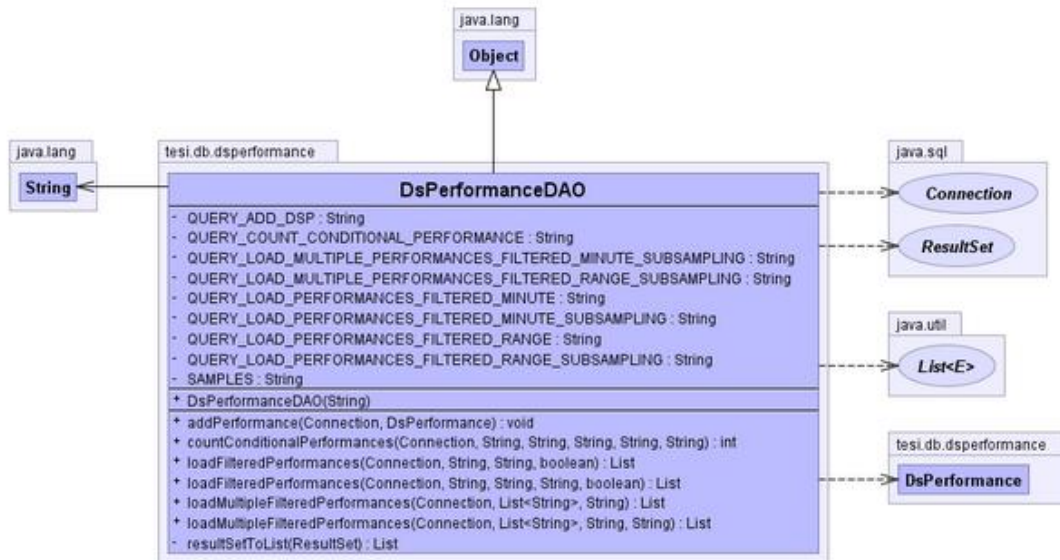 java.lang
Object
java.lang
String
tesi.db.dsperformance
DsPerformanceDAO
- QUERY_ADD_DSP : String
- QUERY_COUNT_CONDITIONAL_PERFORMANCE : String
- QUERY_LOAD_MULTIPLE_PERFORMANCES_FILTERED_MINUTE_SUBSAMPLING : String
- QUERY_LOAD_MULTIPLE_PERFORMANCES_FILTERED_RANGE_SUBSAMPLING : String
- QUERY_LOAD_PERFORMANCES_FILTERED_MINUTE : String
- QUERY_LOAD_PERFORMANCES_FILTERED_MINUTE_SUBSAMPLING : String
- QUERY_LOAD_PERFORMANCES_FILTERED_RANGE : String
- QUERY_LOAD_PERFORMANCES_FILTERED_RANGE_SUBSAMPLING : String
- SAMPLES : String
+ DsPerformanceDAO(String)
+ addPerformance(Connection, DsPerformance) : void
+ countConditionalPerformances(Connection, String, String, String, String, String) : int
+ loadFilteredPerformances(Connection, String, String, boolean) : List
+ loadFilteredPerformances(Connection, String, String, String, boolean) : List
+ loadMultipleFilteredPerformances(Connection, List<String>, String) : List
+ loadMultipleFilteredPerformances(Connection, List<String>, String, String) : List
- resultSetToList(ResultSet) : List
java.sql
Connection
ResultSet
java.util
List<E>
tesi.db.dsperformance
DsPerformance